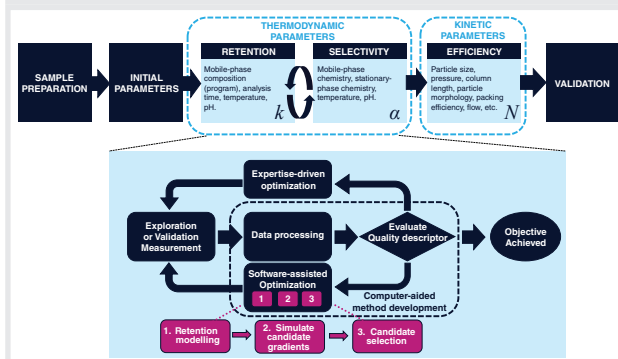 THERMODYNAMIC
PARAMETERS
KINETIC
PARAMETERS
SAMPLE
PREPARATION
INITIAL
PARAMETERS
RETENTION
Mobile-phase
composition
(program), analysis
time, temperature,
pH.
k
SELECTIVITY
Mobile-phase
chemistry, stationary-
phase chemistry,
temperature, pH.
α
EFFICIENCY
Particle size,
pressure, column
length, particle
morphology, packing
efficiency, flow, etc.
N
VALIDATION
Expertise-driven
optimization
Exploration
or Validation
Measurement
Data processing
Evaluate
Quality descriptor
Objective
Achieved
Software-assisted
Optimization
1 2 3
Computer-aided
method development
1. Retention
modelling
2. Simulate
candidate
gradients
3. Candidate
selection